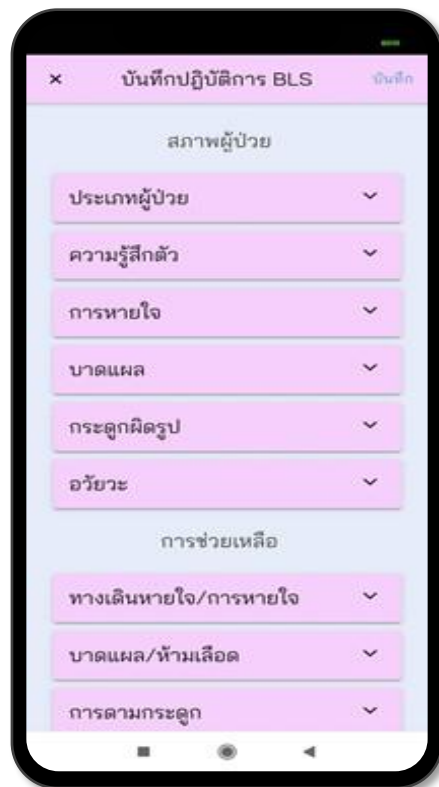 × บันทึกปฏิบัติการ BLS บันทึก
สภาพผู้ป่วย
ประเภทผู้ป่วย
ความรู้สึกตัว
การหายใจ
บาดแผล
กระดูกผิดรูป
อวัยวะ
การช่วยเหลือ
ทางเดินหายใจ/การหายใจ
บาดแผล/ห้ามเลือด
การดามกระดูก